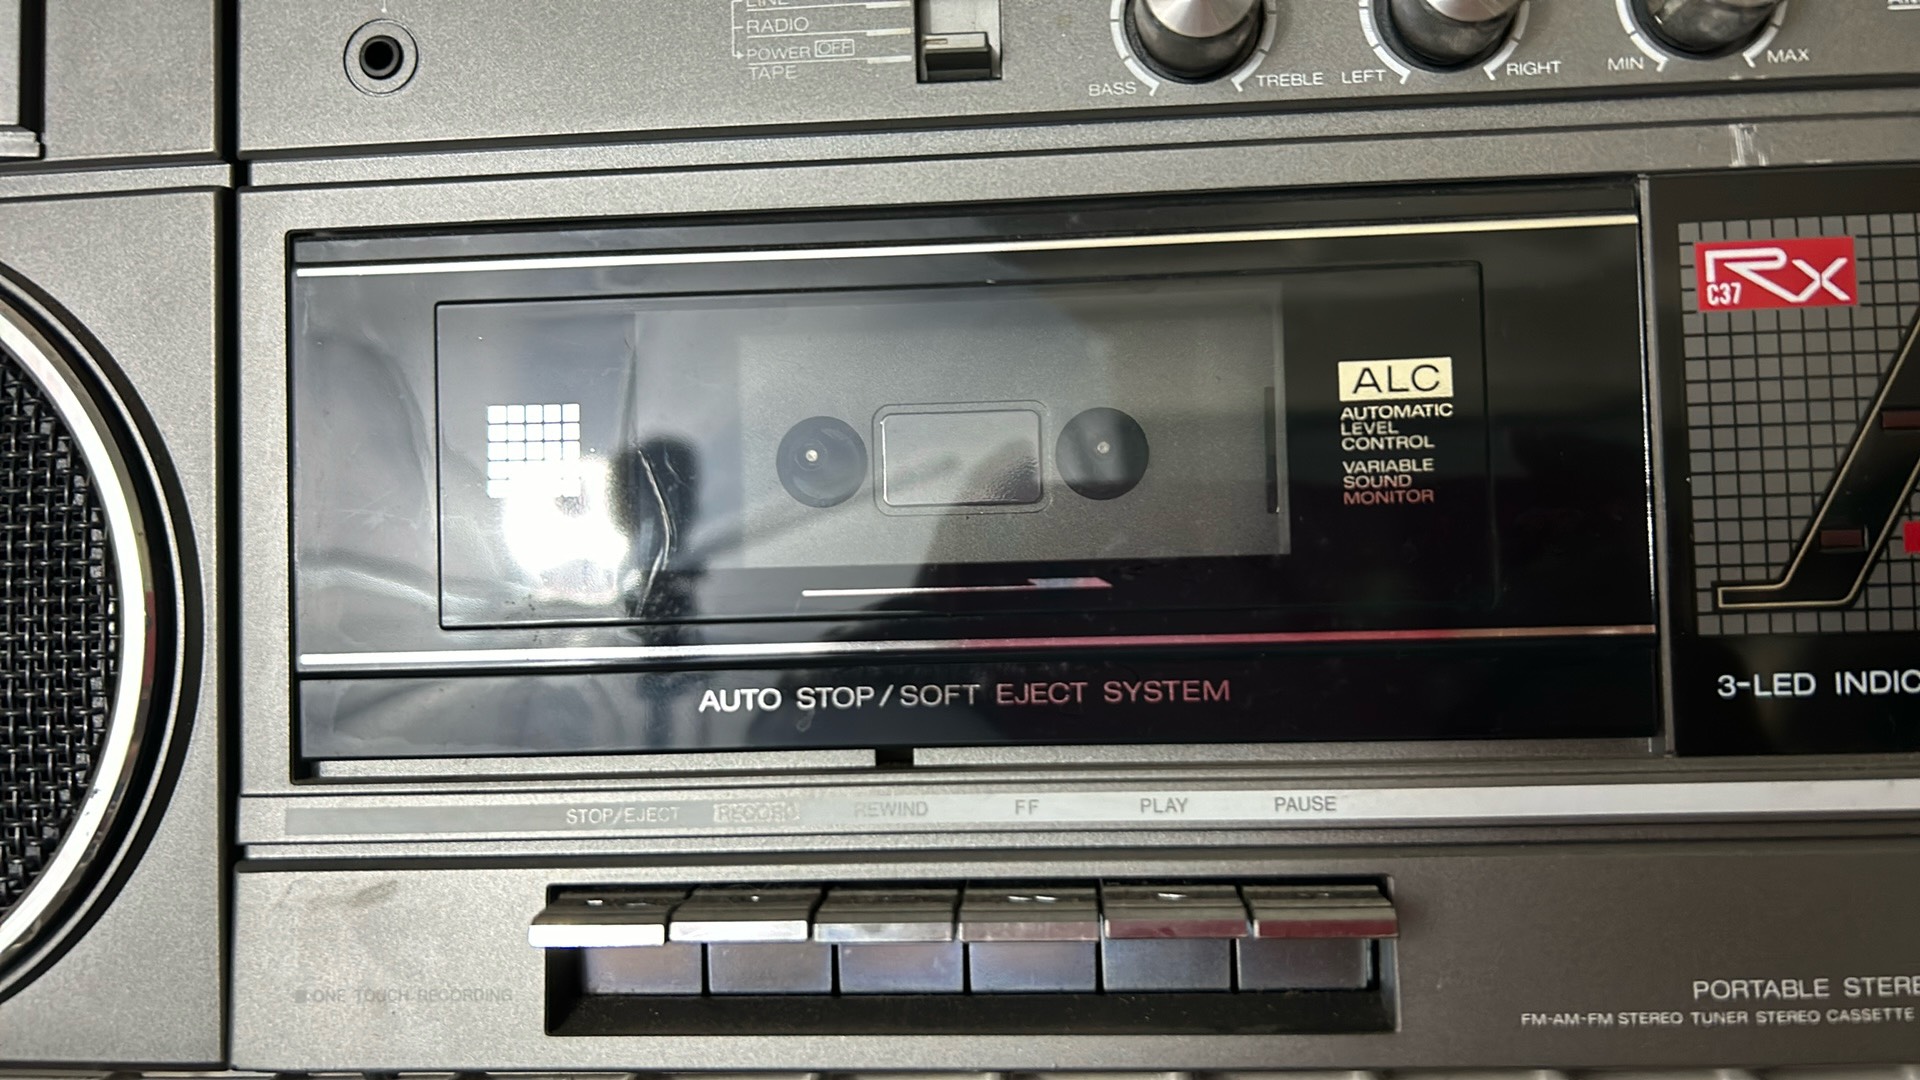 LINE
RADIO
POWER OFF
TAPE
BASS
TREBLE
LEFT
RIGHT
MIN
MAX
Rx
C37
ALC
AUTOMATIC
LEVEL
CONTROL
VARIABLE
SOUND
MONITOR
AUTO STOP/SOFT EJECT SYSTEM
3-LED
STOP/EJECT RECORD REWIND FF PLAY PAUSE
ONE TOUCH RECORDING
PORTABLE
FM-AM-FM STEREO TUNER STEREO CASSETTE